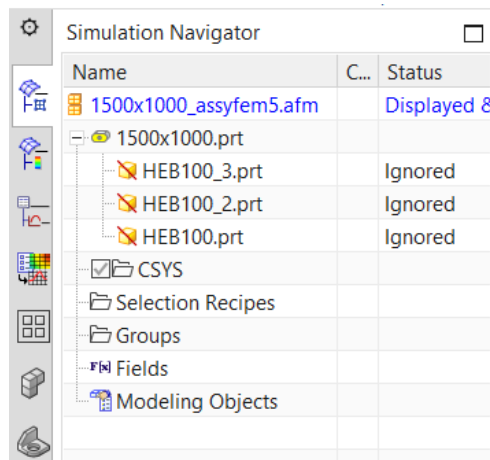 Simulation Navigator
Name C... Status
1500x1000_assyfem5.afm Displayed &
1500x1000.prt
HEB100_3.prt Ignored
HEB100_2.prt Ignored
HEB100.prt Ignored
CSYS
Selection Recipes
Groups
F(x) Fields
Modeling Objects